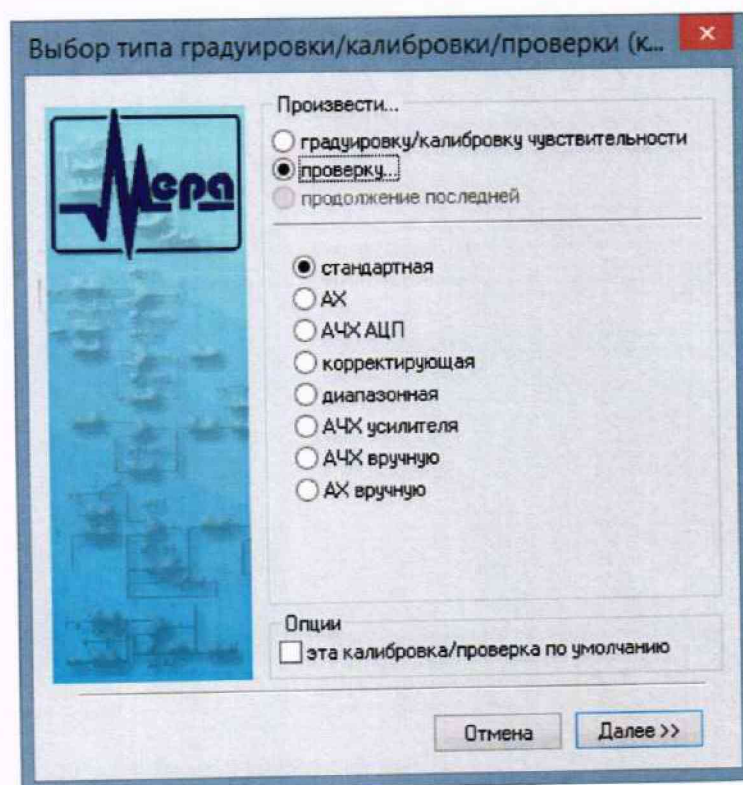 Выбор типа градуировки/калибровки/проверки (к...
Мера
Произвести...
градуировку/калибровку чувствительности
проверку...
продолжение последней
стандартная
АХ
АЧХ АЦП
корректирующая
диапазонная
АЧХ усилителя
АЧХ вручную
АХ вручную
Опции
эта калибровка/проверка по умолчанию
Отмена
Далее >>